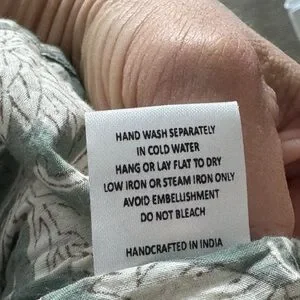 HAND WASH SEPARATELY
IN COLD WATER
HANG OR LAY FLAT TO DRY
LOW IRON OR STEAM IRON ONLY
AVOID EMBELLISHMENT
DO NOT BLEACH
HANDCRAFTED IN INDIA